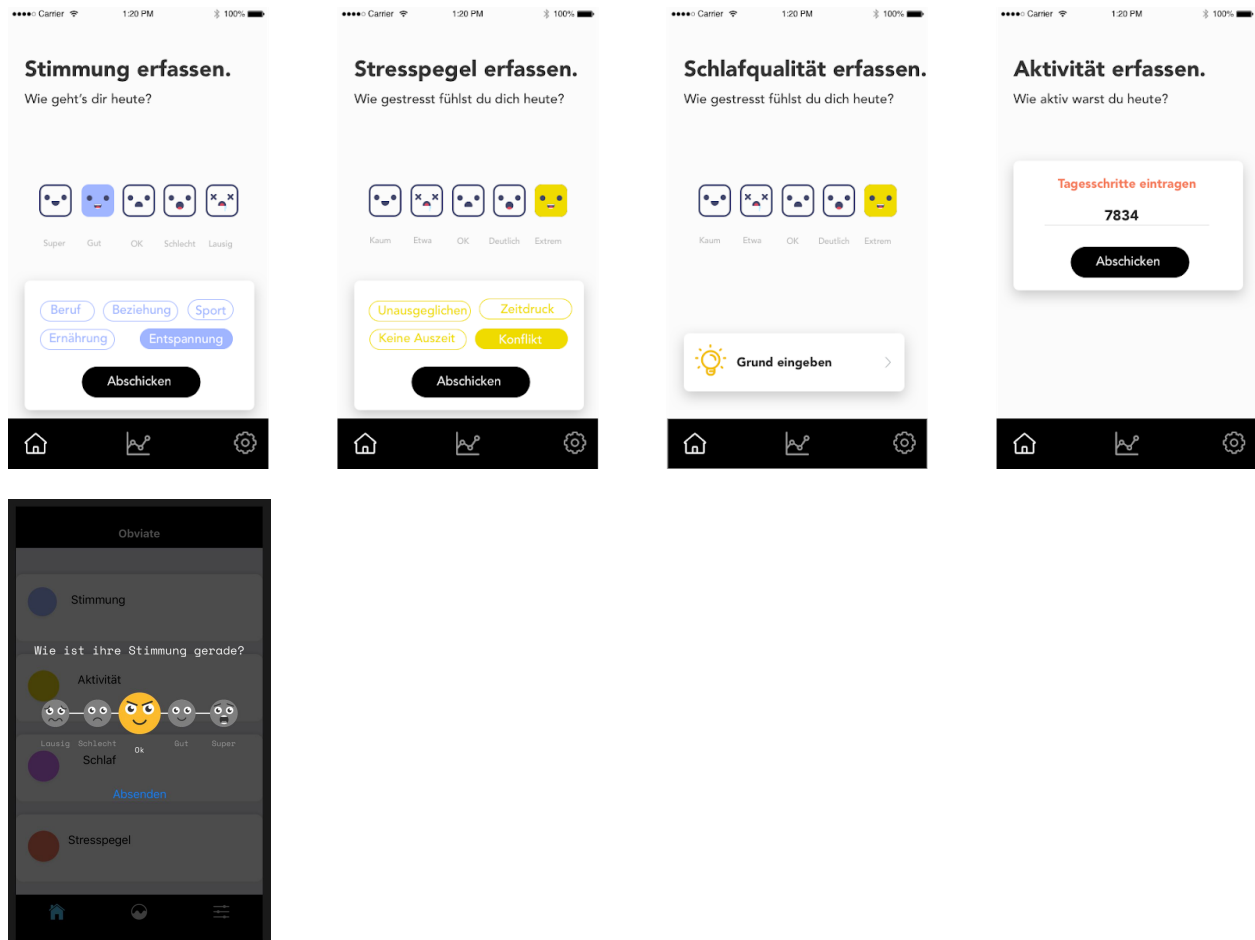 Carrier 1:20 PM 100%
Stimmung erfassen.
Wie geht's dir heute?
Super Gut OK Schlecht Lausig
Beruf Beziehung Sport
Ernährung Entspannung
Abschicken
Carrier 1:20 PM 100%
Stresspegel erfassen.
Wie gestresst fühlst du dich heute?
Kaum Etwa OK Deutlich Extrem
Unausgeglichen Zeitdruck
Keine Auszeit Konflikt
Abschicken
Carrier 1:20 PM 100%
Schlafqualität erfassen.
Wie gestresst fühlst du dich heute?
Kaum Etwa OK Deutlich Extrem
Grund eingeben
Carrier 1:20 PM 100%
Aktivität erfassen.
Wie aktiv warst du heute?
Tagesschritte eintragen
7834
Abschicken
Obviate
Stimmung
Wie ist ihre Stimmung gerade?
Aktivität
Lausig Schlecht Ok Gut Super
Schlaf
Absenden
Stresspegel